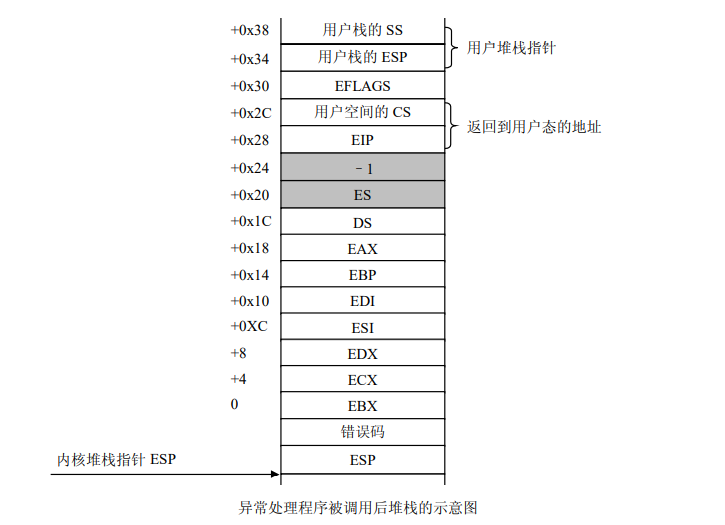 +0x38 用户栈的 SS
用户堆栈指针
+0x34 用户栈的 ESP
+0x30 EFLAGS
+0x2C 用户空间的 CS
返回到用户态的地址
+0x28 EIP
+0x24 －1
+0x20 ES
+0x1C DS
+0x18 EAX
+0x14 EBP
+0x10 EDI
+0XC ESI
+8 EDX
+4 ECX
0 EBX
错误码
内核堆栈指针 ESP ESP
异常处理程序被调用后堆栈的示意图